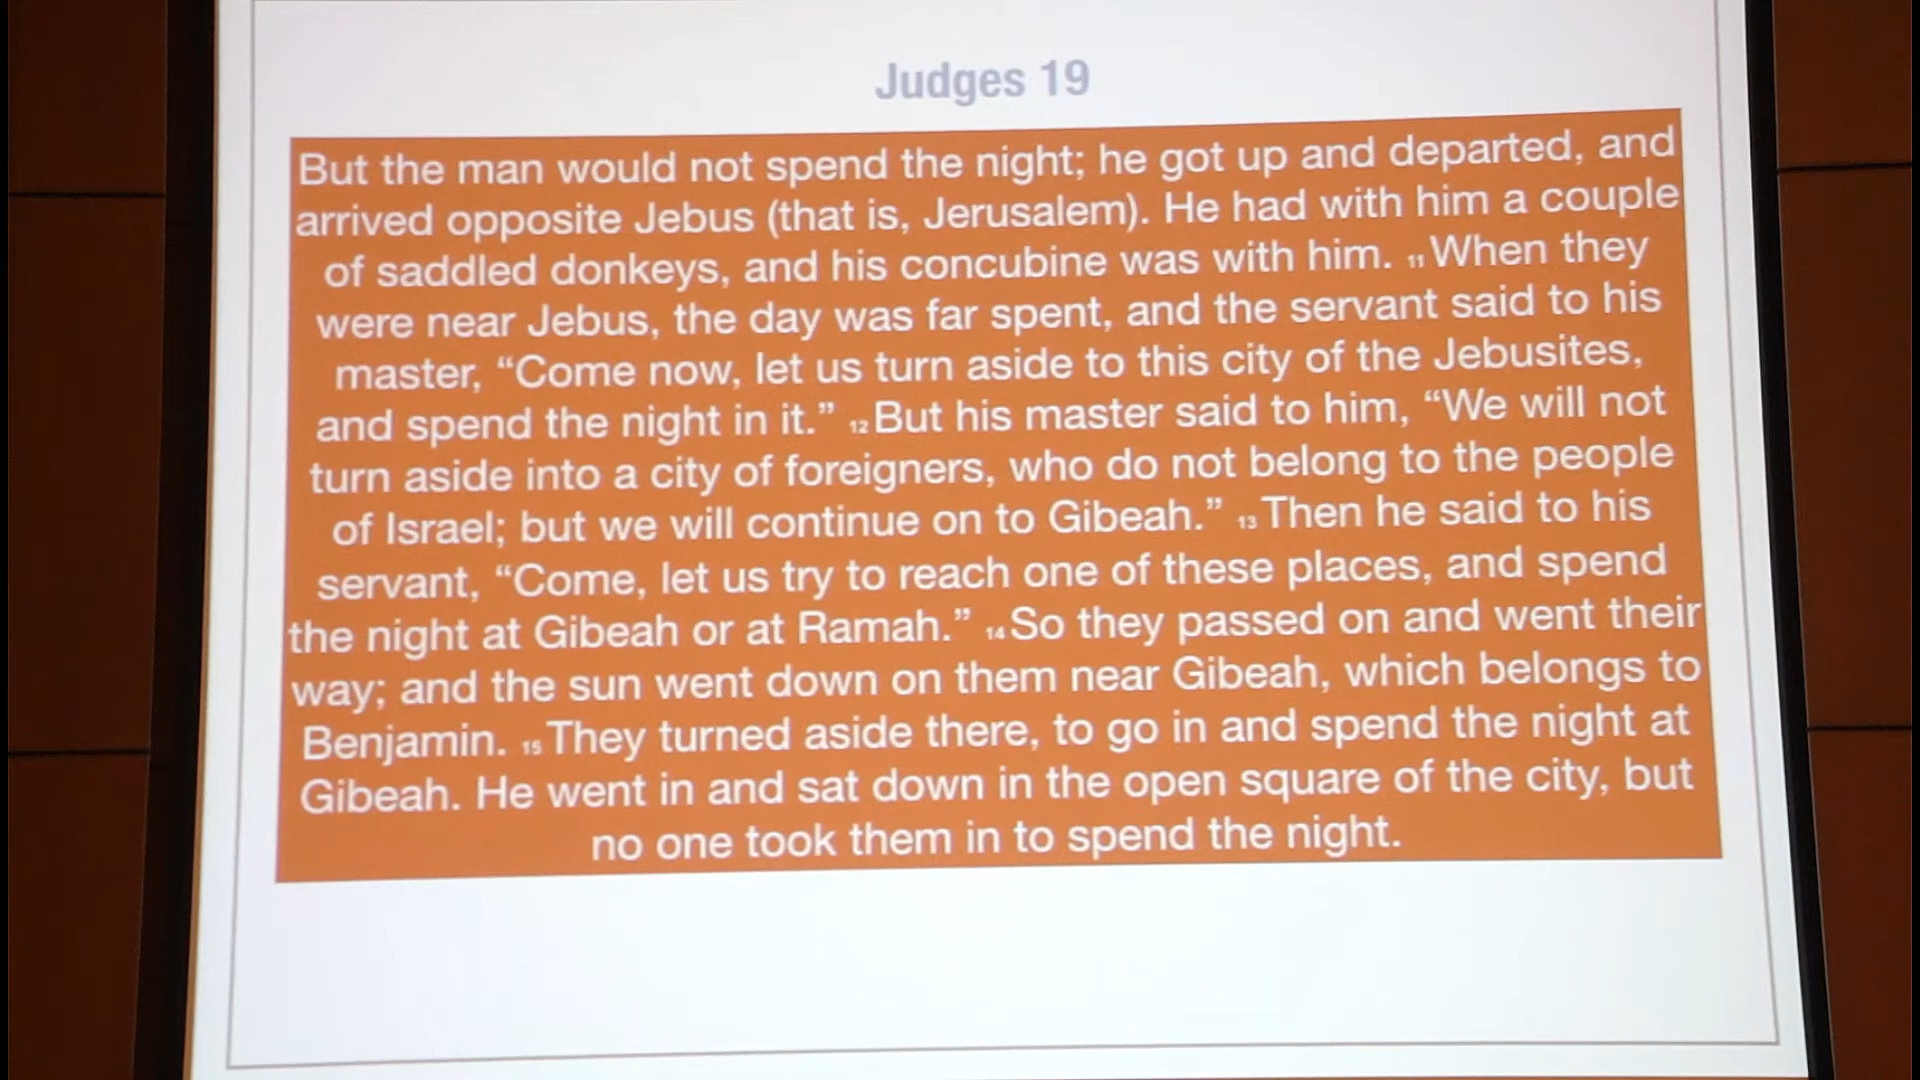 Judges 19
But the man would not spend the night; he got up and departed, and
arrived opposite Jebus (that is, Jerusalem). He had with him a couple
of saddled donkeys, and his concubine was with him. 11 When they
were near Jebus, the day was far spent, and the servant said to his
master, “Come now, let us turn aside to this city of the Jebusites,
and spend the night in it.” 12 But his master said to him, “We will not
turn aside into a city of foreigners, who do not belong to the people
of Israel; but we will continue on to Gibeah.” 13 Then he said to his
servant, “Come, let us try to reach one of these places, and spend
the night at Gibeah or at Ramah.” 14 So they passed on and went their
way; and the sun went down on them near Gibeah, which belongs to
Benjamin. 15 They turned aside there, to go in and spend the night at
Gibeah. He went in and sat down in the open square of the city, but
no one took them in to spend the night.